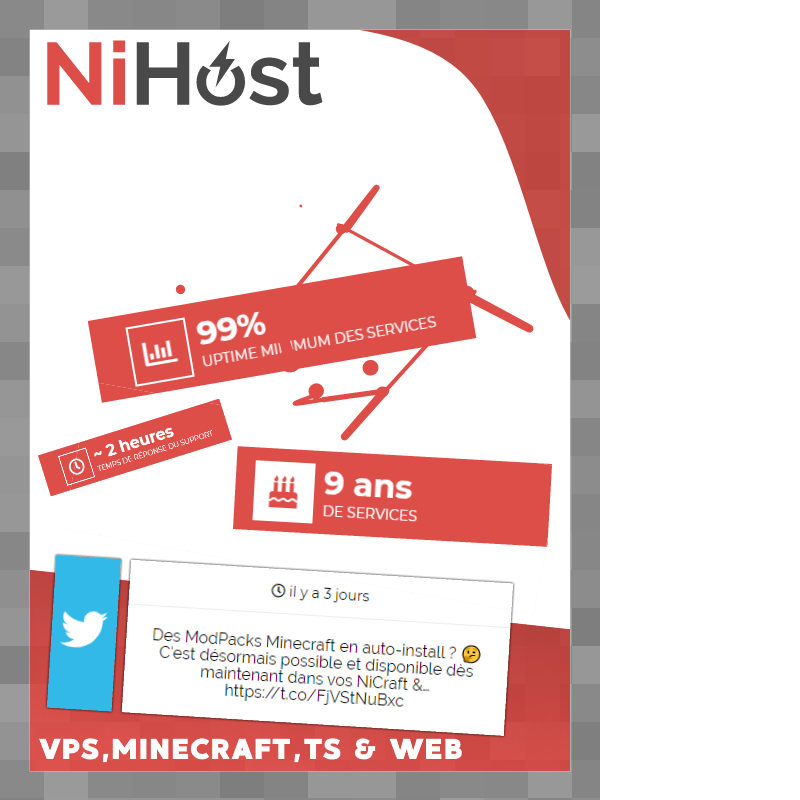 NiHost
99%
UPTIME MINIMUM DES SERVICES
~ 2 heures
TEMPS DE RÉPONSE DU SUPPORT
9 ans
DE SERVICES
il y a 3 jours
Des ModPacks Minecraft en auto-install ? 🤔
C'est désormais possible et disponible dès
maintenant dans vos NiCraft &…
https://t.co/FjVStNuBxc
VPS,MINECRAFT,TS & WEB